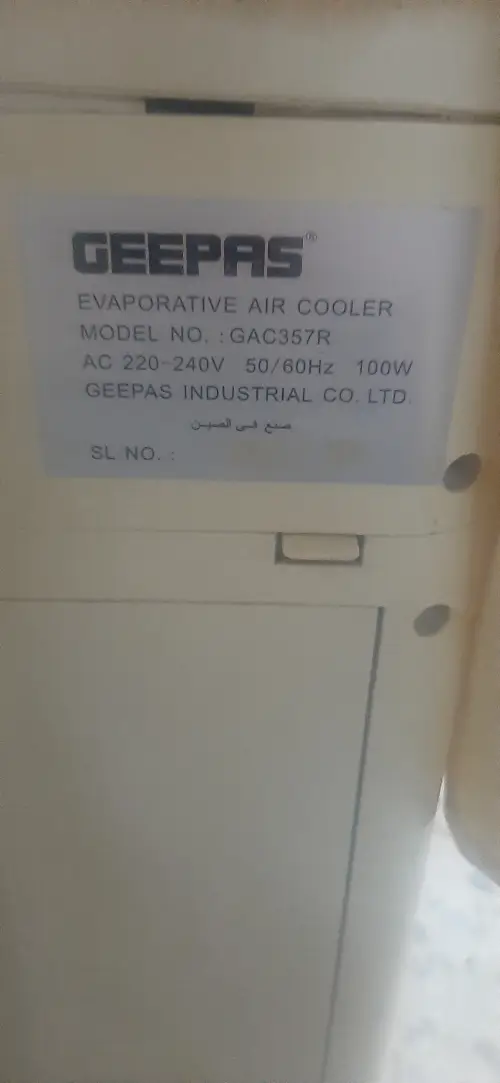 GEEPAS®
EVAPORATIVE AIR COOLER
MODEL NO. : GAC357R
AC 220~240V 50/60Hz 100W
GEEPAS INDUSTRIAL CO. LTD.
صنع في الصين
SL NO. :